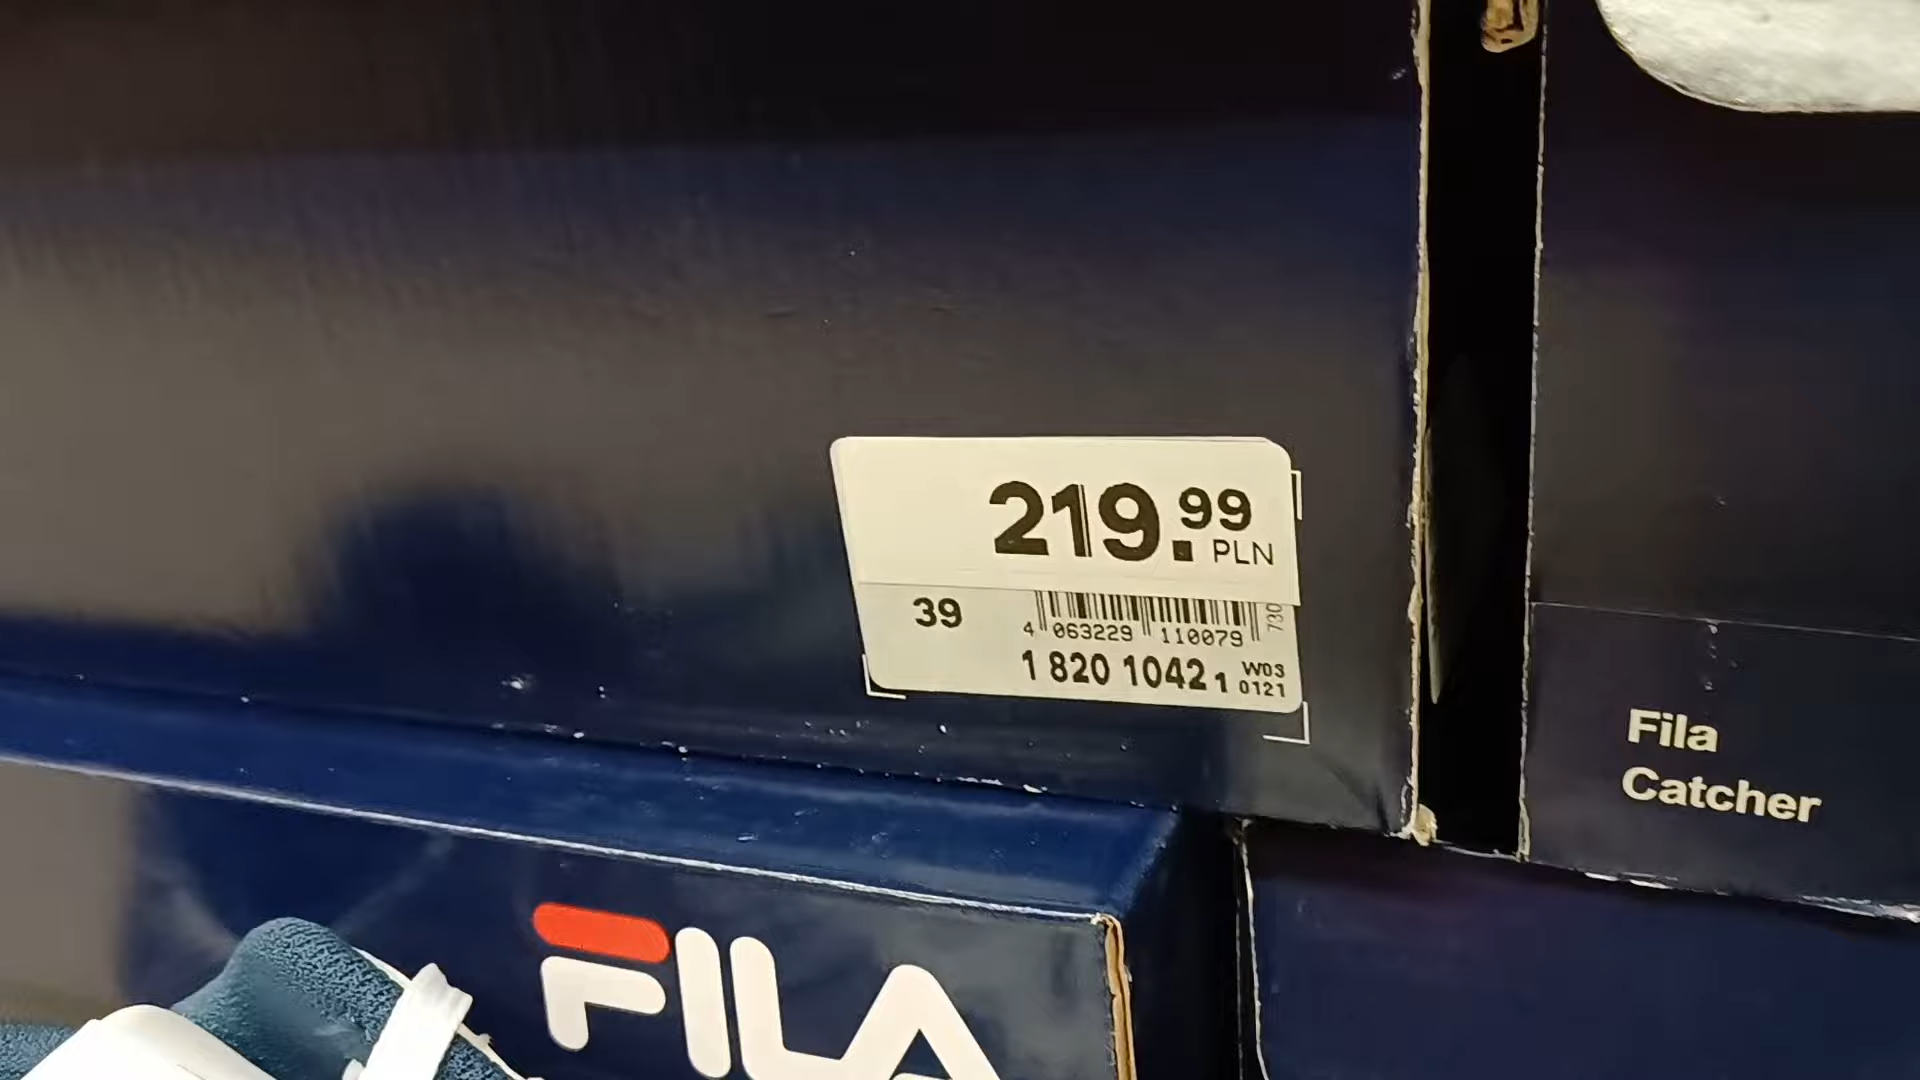 219.99
PLN
39
4 063229 110079
730
1 820 1042 1 W03
0121
Fila
Catcher
FILA